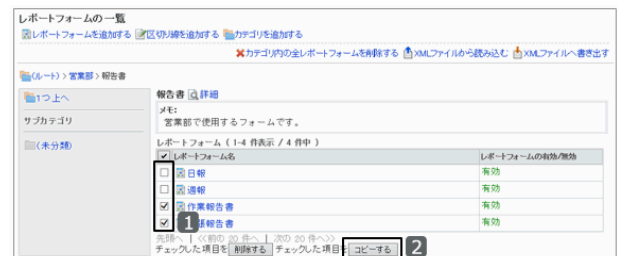 レポートフォームの一覧
レポートフォームを追加する 区切り線を追加する カテゴリを追加する
カテゴリ内の全レポートフォームを削除する XMLファイルから読み込む XMLファイルへ書き出す
(ルート) > 営業部 > 報告書
1つ上へ
サブカテゴリ
(未分類)
報告書 詳細
メモ:
営業部で使用するフォームです。
レポートフォーム ( 1-4 件表示 / 4 件中 )
レポートフォーム名 レポートフォームの有効/無効
日報 有効
週報 有効
作業報告書 有効
1 張報告書 有効
先頭へ | <<前の 20 件へ | 次の 20 件へ>>
チェックした項目を 削除する チェックした項目を コピーする 2